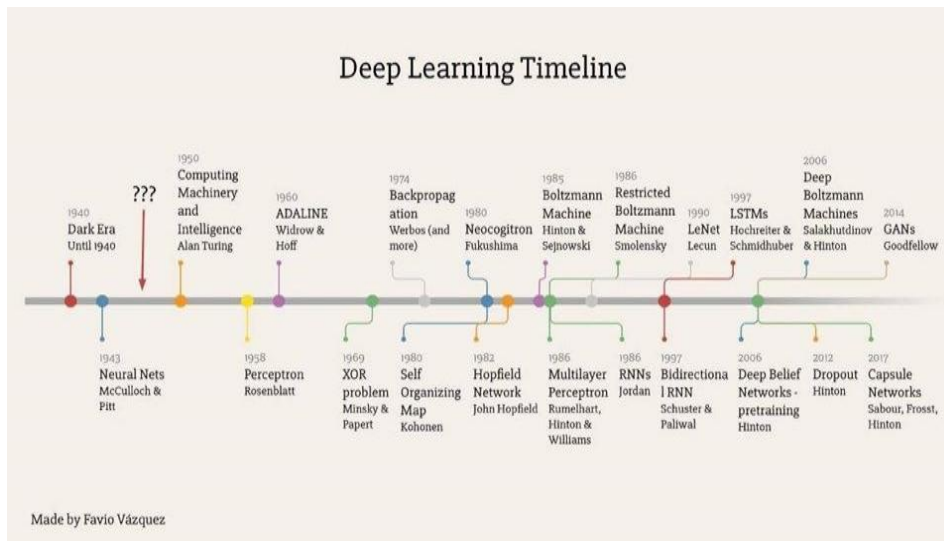 Deep Learning Timeline
1940
Dark Era
Until 1940
???
1950
Computing
Machinery
and
Intelligence
Alan Turing
1960
ADALINE
Widrow &
Hoff
1974
Backpropag
ation
Werbos (and
more)
1980
Neocogitron
Fukushima
1985
Boltzmann
Machine
Hinton &
Sejnowski
1986
Restricted
Boltzmann
Machine
Smolensky
1990
LeNet
Lecun
1997
LSTMs
Hochreiter &
Schmidhuber
2006
Deep
Boltzmann
Machines
Salakhutdinov
& Hinton
2014
GANs
Goodfellow
1943
Neural Nets
McCulloch &
Pitt
1958
Perceptron
Rosenblatt
1969
XOR
problem
Minsky &
Papert
1980
Self
Organizing
Map
Kohonen
1982
Hopfield
Network
John Hopfield
1986
Multilayer
Perceptron
Rumelhart,
Hinton &
Williams
1986
RNNs
Jordan
1997
Bidirectiona
l RNN
Schuster &
Paliwal
2006
Deep Belief
Networks -
pretraining
Hinton
2012
Dropout
Hinton
2017
Capsule
Networks
Sabour, Frosst,
Hinton
Made by Favio Vázquez